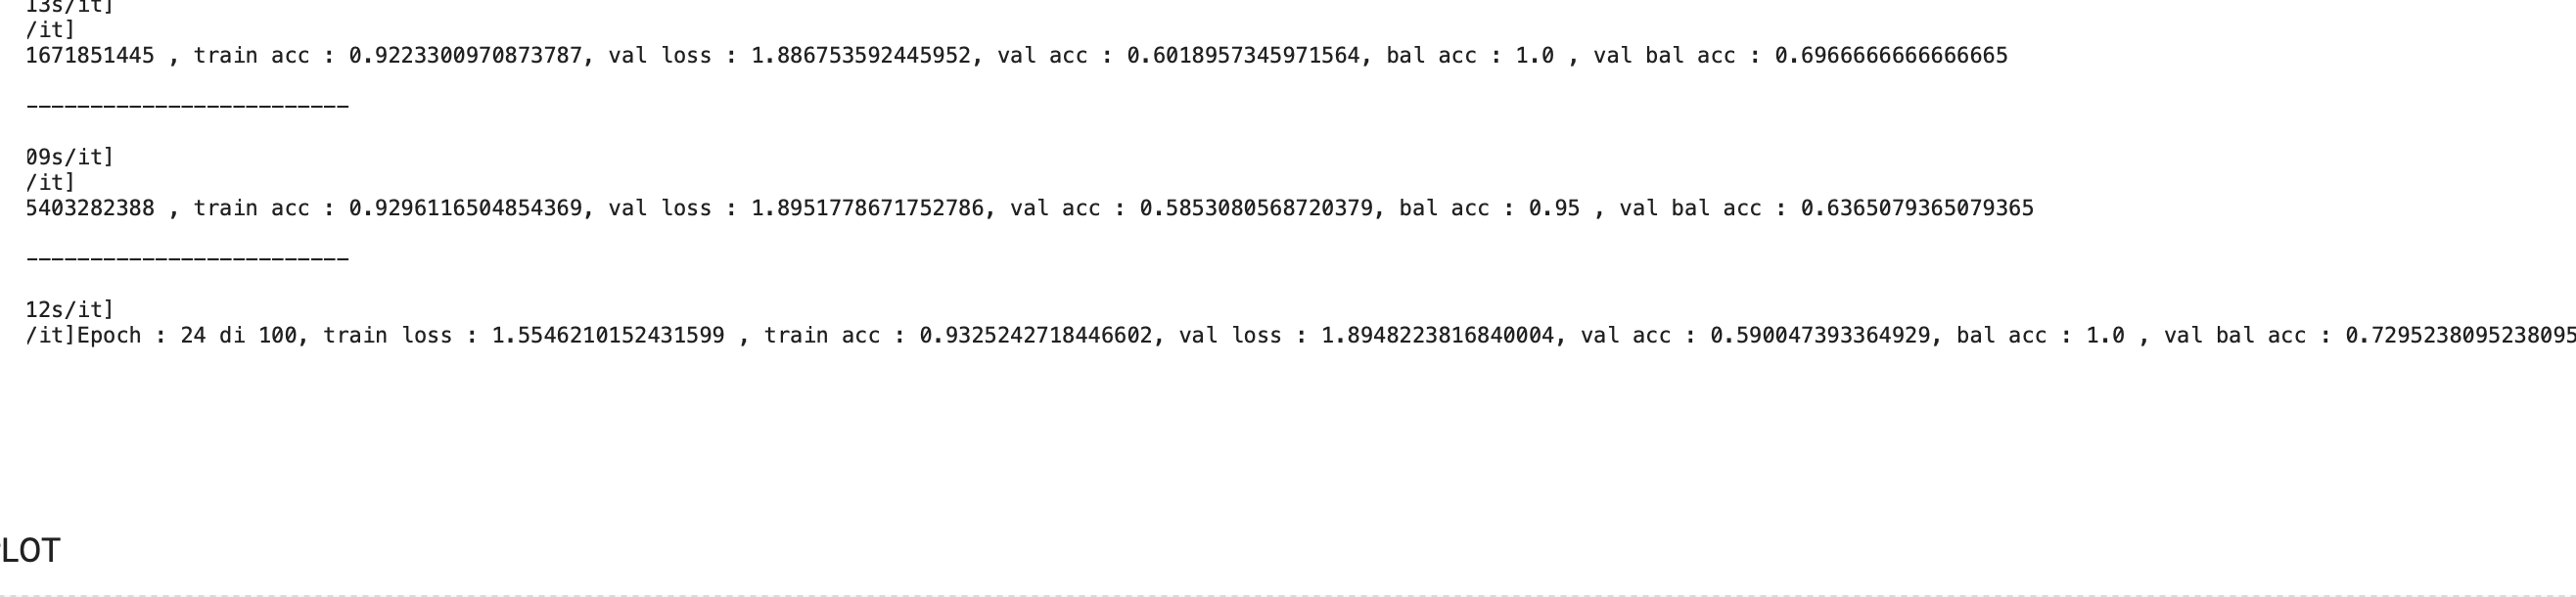 13s/it]
/it]
1671851445 , train acc : 0.9223300970873787, val loss : 1.886753592445952, val acc : 0.6018957345971564, bal acc : 1.0 , val bal acc : 0.6966666666666665
-------------------------
09s/it]
/it]
5403282388 , train acc : 0.9296116504854369, val loss : 1.8951778671752786, val acc : 0.5853080568720379, bal acc : 0.95 , val bal acc : 0.6365079365079365
-------------------------
12s/it]
/it]Epoch : 24 di 100, train loss : 1.5546210152431599 , train acc : 0.9325242718446602, val loss : 1.8948223816840004, val acc : 0.590047393364929, bal acc : 1.0 , val bal acc : 0.7295238095238095
LOT